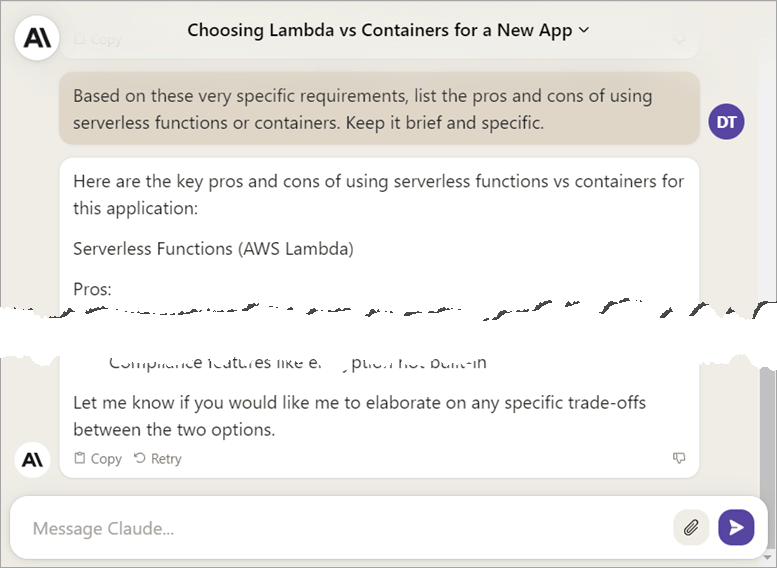 Choosing Lambda vs Containers for a New App
Copy
Based on these very specific requirements, list the pros and cons of using
serverless functions or containers. Keep it brief and specific.
DT
Here are the key pros and cons of using serverless functions vs containers for
this application:
Serverless Functions (AWS Lambda)
Pros:
Compliance features like encryption not built-in
Let me know if you would like me to elaborate on any specific trade-offs
between the two options.
Copy Retry
Message Claude...